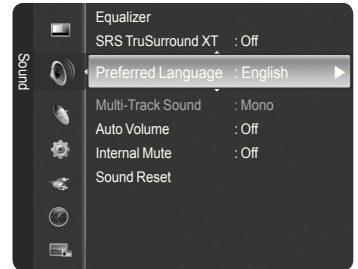 Sound
Equalizer
SRS TruSurround XT : Off
Preferred Language : English
Multi-Track Sound : Mono
Auto Volume : Off
Internal Mute : Off
Sound Reset